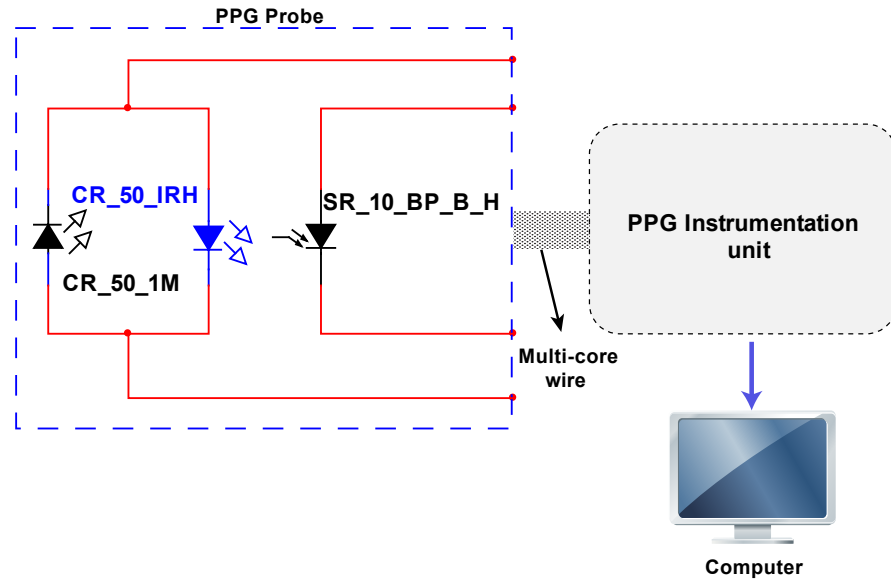 PPG Probe
CR_50_IRH
SR_10_BP_B_H
CR_50_1M
PPG Instrumentation
unit
Multi-core
wire
Computer